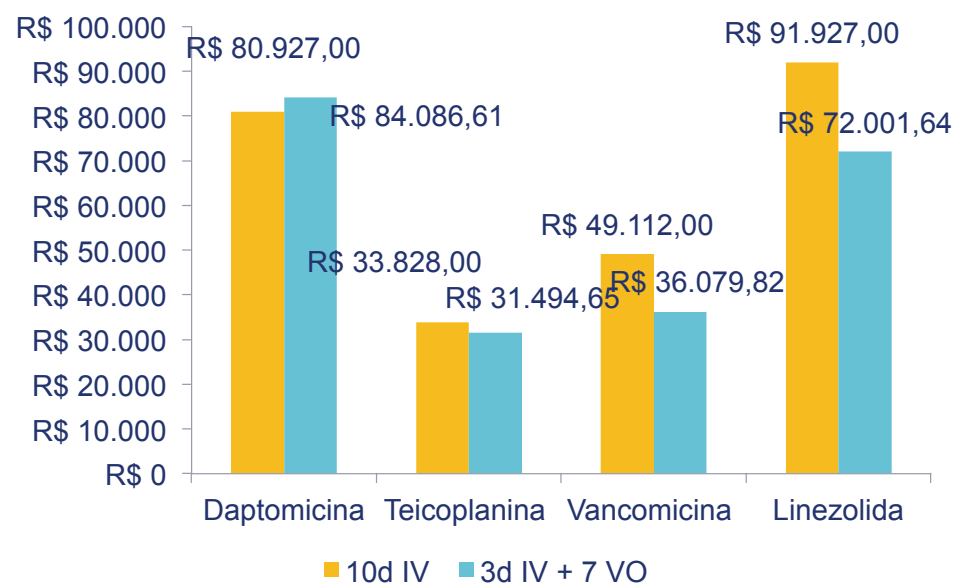 R$ 100.000
R$ 90.000
R$ 80.000
R$ 70.000
R$ 60.000
R$ 50.000
R$ 40.000
R$ 30.000
R$ 20.000
R$ 10.000
R$ 0
R$ 80.927,00
R$ 84.086,61
R$ 33.828,00
R$ 31.494,65
R$ 49.112,00
R$ 36.079,82
R$ 91.927,00
R$ 72.001,64
Daptomicina Teicoplanina Vancomicina Linezolida
10d IV 3d IV + 7 VO